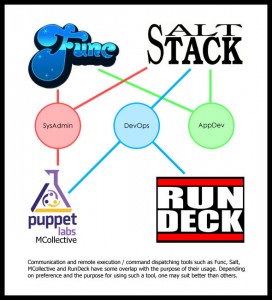 Func
SALT
STACK
SysAdmin
DevOps
AppDev
puppet
labs
MCollective
RUN
DECK
Communication and remote execution / command dispatching tools such as Func, Salt,
MCollective and RunDeck have some overlap with the purpose of their usage. Depending
on preference and the purpose for using such a tool, one may suit better than others.